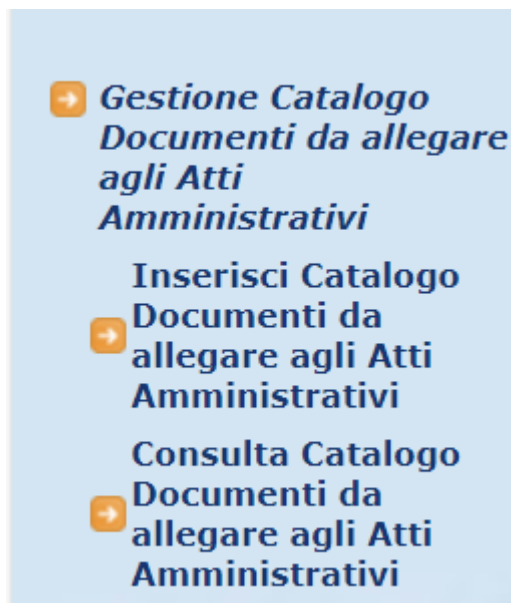 Gestione Catalogo
Documenti da allegare
agli Atti
Amministrativi
Inserisci Catalogo
Documenti da
allegare agli Atti
Amministrativi
Consulta Catalogo
Documenti da
allegare agli Atti
Amministrativi